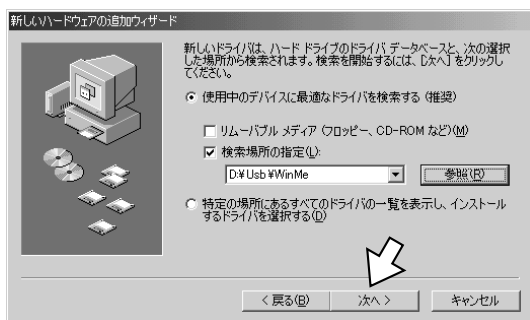 新しいハードウェアの追加ウィザード
新しいドライバは、ハード ドライブのドライバ データベースと、次の選択
した場所から検索されます。検索を開始するには、[次へ] をクリックし
てください。
使用中のデバイスに最適なドライバを検索する (推奨)
リムーバブル メディア (フロッピー、CD-ROM など)(M)
検索場所の指定(L):
D:¥Usb¥WinMe
参照(R)
特定の場所にあるすべてのドライバの一覧を表示し、インストール
するドライバを選択する(D)
< 戻る(B)
次へ >
キャンセル